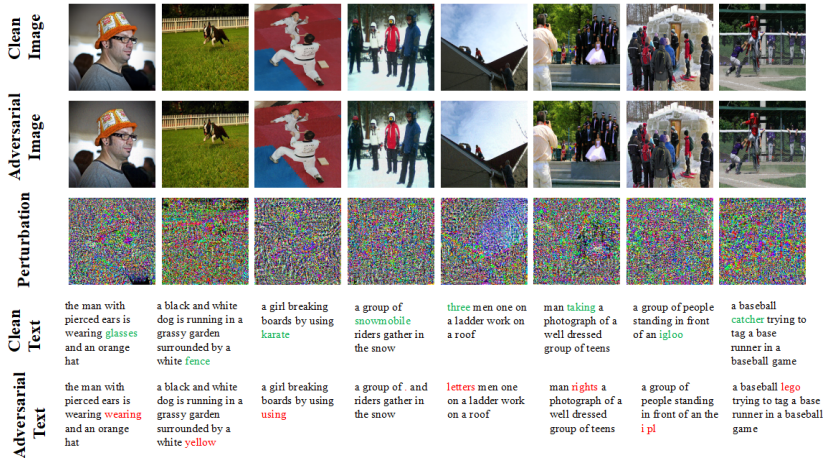 Clean
Image
Adversarial
Image
Perturbation
Clean
Text
the man with
pierced ears is
wearing glasses
and an orange
hat
a black and white
dog is running in a
grassy garden
surrounded by a
white fence
a girl breaking
boards by using
karate
a group of
snowmobile
riders gather in
the snow
three men one on
a ladder work on
a roof
man taking a
photograph of a
well dressed
group of teens
a group of people
standing in front
of an igloo
a baseball
catcher trying to
tag a base
runner in a
baseball game
Adversarial
Text
the man with
pierced ears is
wearing wearing
and an orange
hat
a black and white
dog is running in a
grassy garden
surrounded by a
white yellow
a girl breaking
boards by using
using
a group of . and
riders gather in
the snow
letters men one
on a ladder work
on a roof
man rights a
photograph of a
well dressed
group of teens
a group of
people standing
in front of an the
i pl
a baseball lego
trying to tag a base
runner in a baseball
game